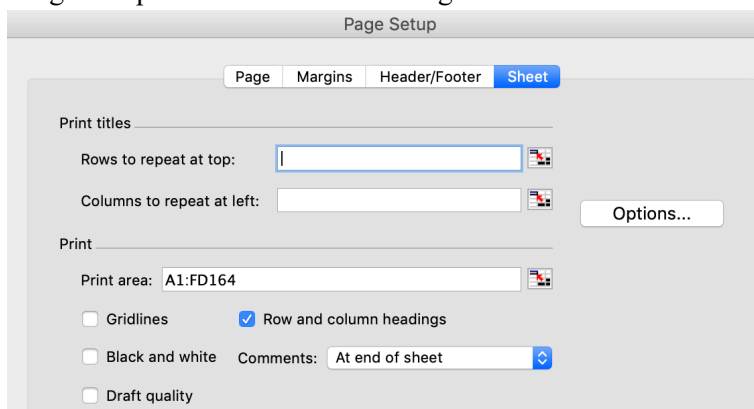 Page Setup
Page Margins Header/Footer Sheet
Print titles
Rows to repeat at top:
Columns to repeat at left:
Options...
Print
Print area: A1:FD164
Gridlines Row and column headings
Black and white Comments: At end of sheet
Draft quality